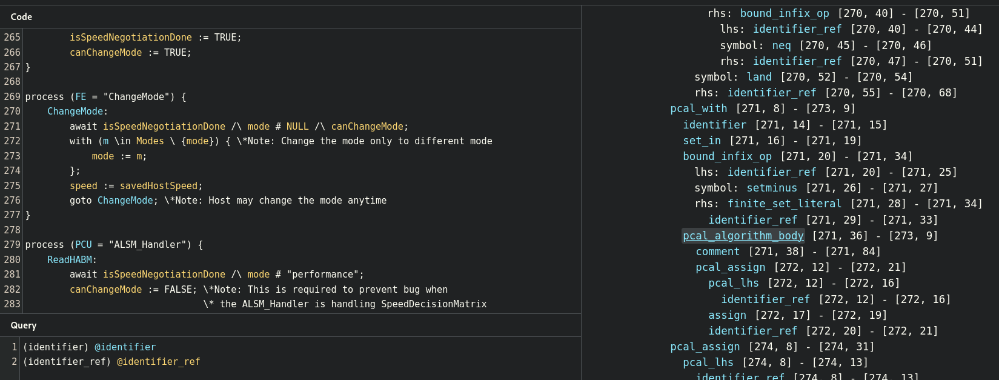 Code
265 isSpeedNegotiationDone := TRUE;
266 canChangeMode := TRUE;
267 }
268
269 process (FE = "ChangeMode") {
270 ChangeMode:
271 await isSpeedNegotiationDone /\ mode # NULL /\ canChangeMode;
272 with (m \in Modes \ {mode}) { \*Note: Change the mode only to different mode
273 mode := m;
274 };
275 speed := savedHostSpeed;
276 goto ChangeMode; \*Note: Host may change the mode anytime
277 }
278
279 process (PCU = "ALSM_Handler") {
280 ReadHABM:
281 await isSpeedNegotiationDone /\ mode # "performance";
282 canChangeMode := FALSE; \*Note: This is required to prevent bug when
283 \* the ALSM_Handler is handling SpeedDecisionMatrix
Query
1 (identifier) @identifier
2 (identifier_ref) @identifier_ref
rhs: bound_infix_op [270, 40] - [270, 51]
lhs: identifier_ref [270, 40] - [270, 44]
symbol: neq [270, 45] - [270, 46]
rhs: identifier_ref [270, 47] - [270, 51]
symbol: land [270, 52] - [270, 54]
rhs: identifier_ref [270, 55] - [270, 68]
pcal_with [271, 8] - [273, 9]
identifier [271, 14] - [271, 15]
set_in [271, 16] - [271, 19]
bound_infix_op [271, 20] - [271, 34]
lhs: identifier_ref [271, 20] - [271, 25]
symbol: setminus [271, 26] - [271, 27]
rhs: finite_set_literal [271, 28] - [271, 34]
identifier_ref [271, 29] - [271, 33]
pcal_algorithm_body [271, 36] - [273, 9]
comment [271, 38] - [271, 84]
pcal_assign [272, 12] - [272, 21]
pcal_lhs [272, 12] - [272, 16]
identifier_ref [272, 12] - [272, 16]
assign [272, 17] - [272, 19]
identifier_ref [272, 20] - [272, 21]
pcal_assign [274, 8] - [274, 31]
pcal_lhs [274, 8] - [274, 13]
identifier_ref [274, 8] - [274, 13]